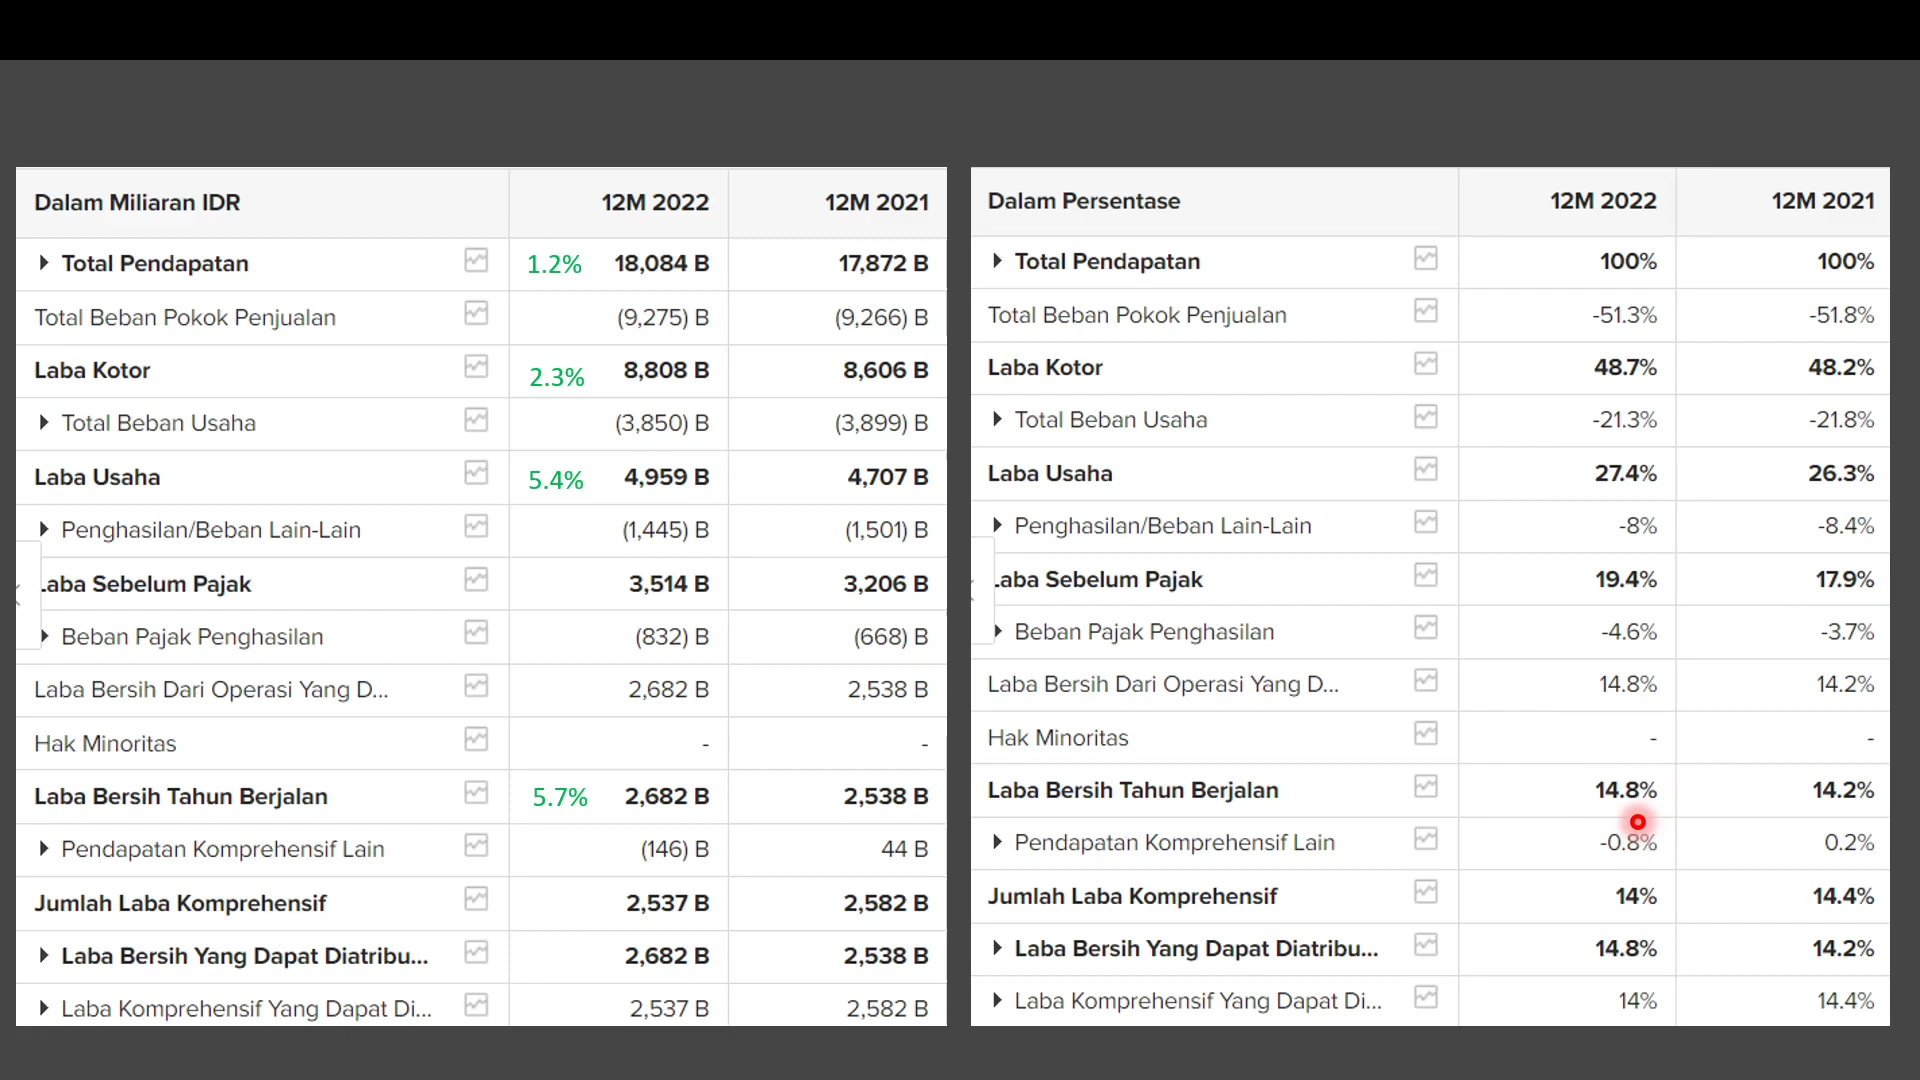 Dalam Miliaran IDR 12M 2022 12M 2021
Total Pendapatan 1.2% 18,084 B 17,872 B
Total Beban Pokok Penjualan (9,275) B (9,266) B
Laba Kotor 2.3% 8,808 B 8,606 B
Total Beban Usaha (3,850) B (3,899) B
Laba Usaha 5.4% 4,959 B 4,707 B
Penghasilan/Beban Lain-Lain (1,445) B (1,501) B
Laba Sebelum Pajak 3,514 B 3,206 B
Beban Pajak Penghasilan (832) B (668) B
Laba Bersih Dari Operasi Yang D... 2,682 B 2,538 B
Hak Minoritas - -
Laba Bersih Tahun Berjalan 5.7% 2,682 B 2,538 B
Pendapatan Komprehensif Lain (146) B 44 B
Jumlah Laba Komprehensif 2,537 B 2,582 B
Laba Bersih Yang Dapat Diatribu... 2,682 B 2,538 B
Laba Komprehensif Yang Dapat Di... 2,537 B 2,582 B
Dalam Persentase 12M 2022 12M 2021
Total Pendapatan 100% 100%
Total Beban Pokok Penjualan -51.3% -51.8%
Laba Kotor 48.7% 48.2%
Total Beban Usaha -21.3% -21.8%
Laba Usaha 27.4% 26.3%
Penghasilan/Beban Lain-Lain -8% -8.4%
Laba Sebelum Pajak 19.4% 17.9%
Beban Pajak Penghasilan -4.6% -3.7%
Laba Bersih Dari Operasi Yang D... 14.8% 14.2%
Hak Minoritas - -
Laba Bersih Tahun Berjalan 14.8% 14.2%
Pendapatan Komprehensif Lain -0.8% 0.2%
Jumlah Laba Komprehensif 14% 14.4%
Laba Bersih Yang Dapat Diatribu... 14.8% 14.2%
Laba Komprehensif Yang Dapat Di... 14% 14.4%